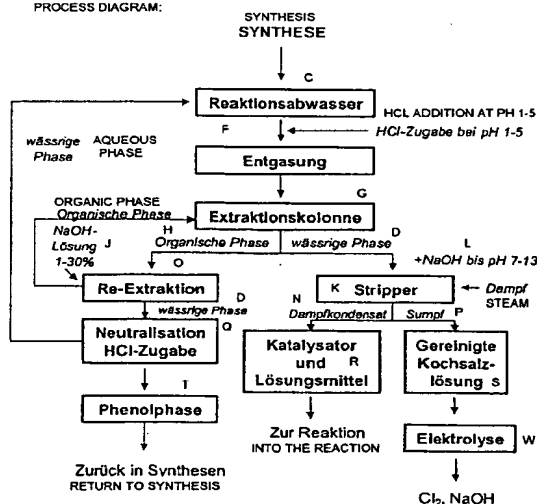 PROCESS DIAGRAM:
SYNTHESIS
SYNTHESE
C
Reaktionsabwasser
HCL ADDITION AT PH 1-5
F
HCl-Zugabe bei pH 1-5
wässrige AQUEOUS
Phase PHASE
Entgasung
G
ORGANIC PHASE
Organische Phase
Extraktionskolonne
NaOH-
Lösung J
1-30%
H
Organische Phase
wässrige Phase
D
L
+NaOH bis pH 7-13
O
Re-Extraktion
K Stripper
Dampf
STEAM
wässrige Phase
D
N
Dampfkondensat
Sumpf
P
Neutralisation
HCl-Zugabe
Q
Katalysator
und R
Lösungsmittel
Gereinigte
Kochsalz-
lösung S
T
Phenolphase
Zur Reaktion
INTO THE REACTION
Elektrolyse
W
Zurück in Synthesen
RETURN TO SYNTHESIS
Cl₂, NaOH